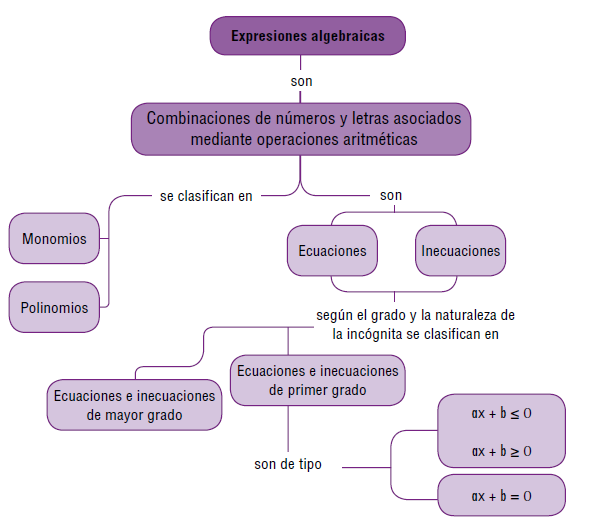 Expresiones algebraicas
son
Combinaciones de números y letras asociados
mediante operaciones aritméticas
se clasifican en
son
Monomios
Polinomios
Ecuaciones
Inecuaciones
según el grado y la naturaleza de
la incógnita se clasifican en
Ecuaciones e inecuaciones
de mayor grado
Ecuaciones e inecuaciones
de primer grado
son de tipo
ax + b ≤ 0
ax + b ≥ 0
ax + b = 0